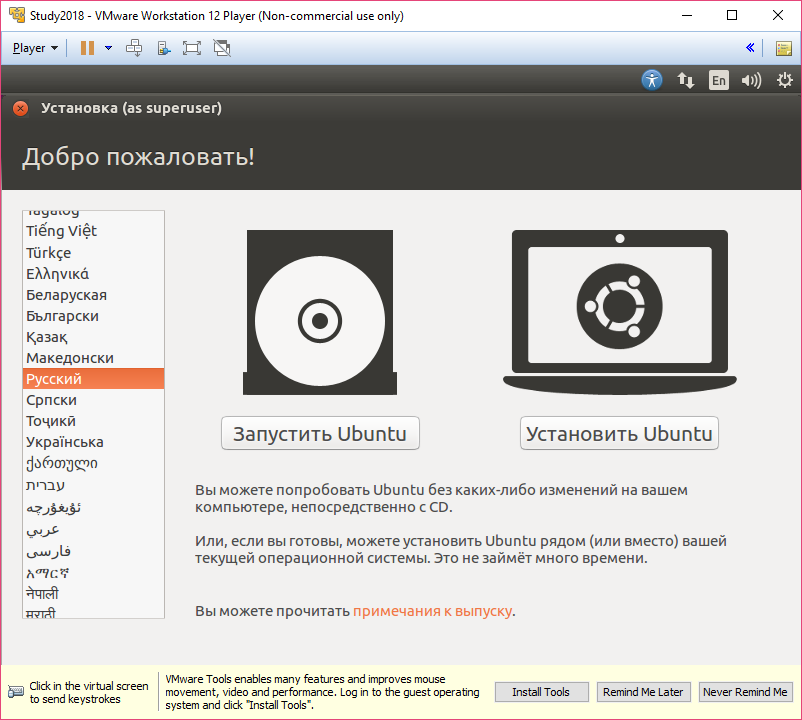 Study2018 - VMware Workstation 12 Player (Non-commercial use only)
Player
En
Установка (as superuser)
Добро пожаловать!
Tagalog
Tiếng Việt
Türkçe
Ελληνικά
Беларуская
Български
Қазақ
Македонски
Русский
Српски
Тоҷикӣ
Українська
ქართული
עברית
ئۇيغۇرچە
عربي
فارسی
አማርኛ
नेपाली
मराठी
Запустить Ubuntu
Установить Ubuntu
Вы можете попробовать Ubuntu без каких-либо изменений на вашем
компьютере, непосредственно с CD.
Или, если вы готовы, можете установить Ubuntu рядом (или вместо) вашей
текущей операционной системы. Это не займёт много времени.
Вы можете прочитать примечания к выпуску.
Click in the virtual screen
to send keystrokes
VMware Tools enables many features and improves mouse
movement, video and performance. Log in to the guest operating
system and click "Install Tools".
Install Tools
Remind Me Later
Never Remind Me